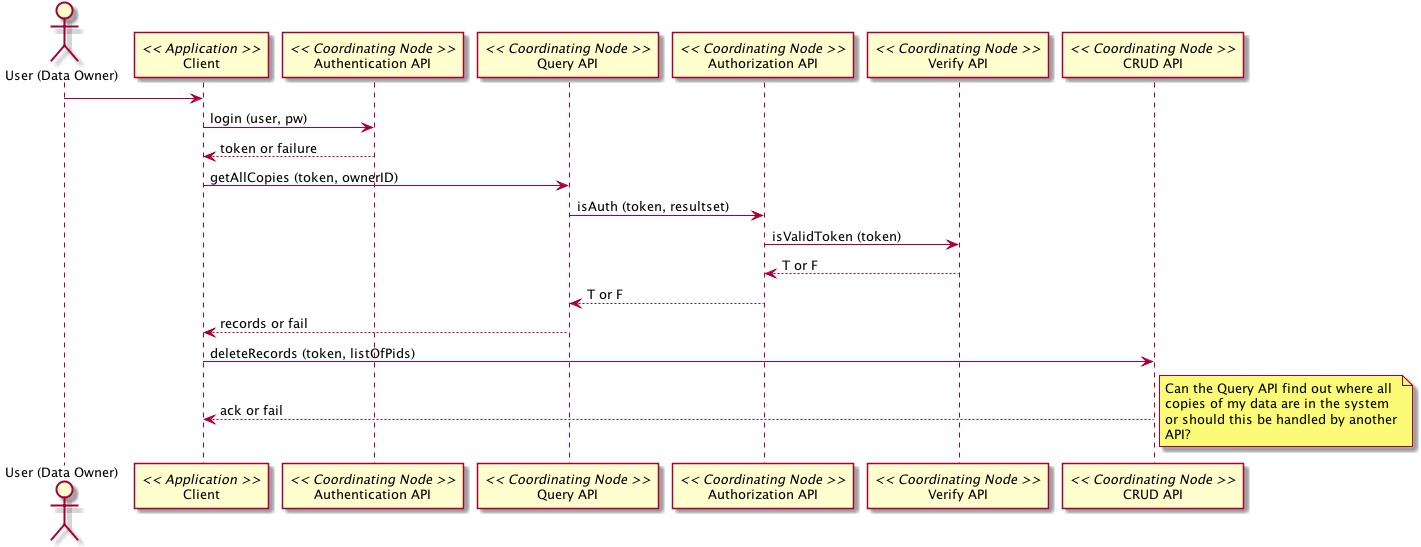 User (Data Owner)
<< Application >>
Client
<< Coordinating Node >>
Authentication API
<< Coordinating Node >>
Query API
<< Coordinating Node >>
Authorization API
<< Coordinating Node >>
Verify API
<< Coordinating Node >>
CRUD API
login (user, pw)
token or failure
getAllCopies (token, ownerID)
isAuth (token, resultset)
isValidToken (token)
T or F
T or F
records or fail
deleteRecords (token, listOfPids)
Can the Query API find out where all
copies of my data are in the system
or should this be handled by another
API?
ack or fail
User (Data Owner)
<< Application >>
Client
<< Coordinating Node >>
Authentication API
<< Coordinating Node >>
Query API
<< Coordinating Node >>
Authorization API
<< Coordinating Node >>
Verify API
<< Coordinating Node >>
CRUD API